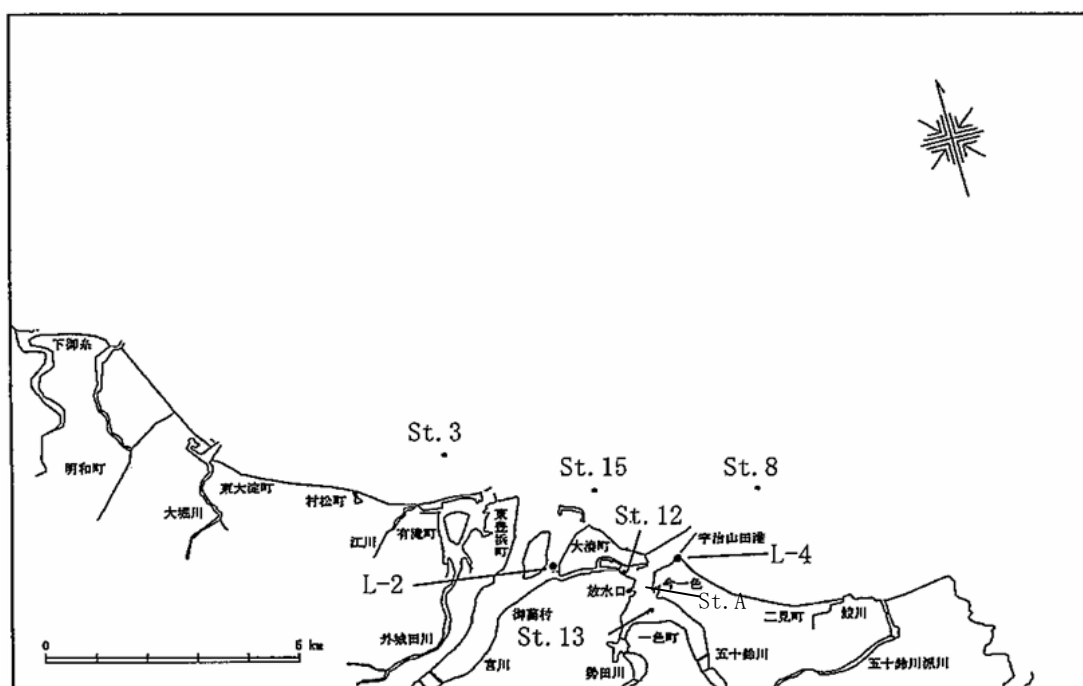 下御糸
明和町
大堀川
東大淀町
村松町
江川
有滝町
東豊浜町
外城田川
宮川
御薗村
大湊町
放水口
宇治山田港
今一色
一色町
勢田川
五十鈴川
二見町
鮫川
五十鈴川派川
St. 3
St. 15
St. 8
St. 12
L-4
L-2
St. A
St. 13
0 5 km